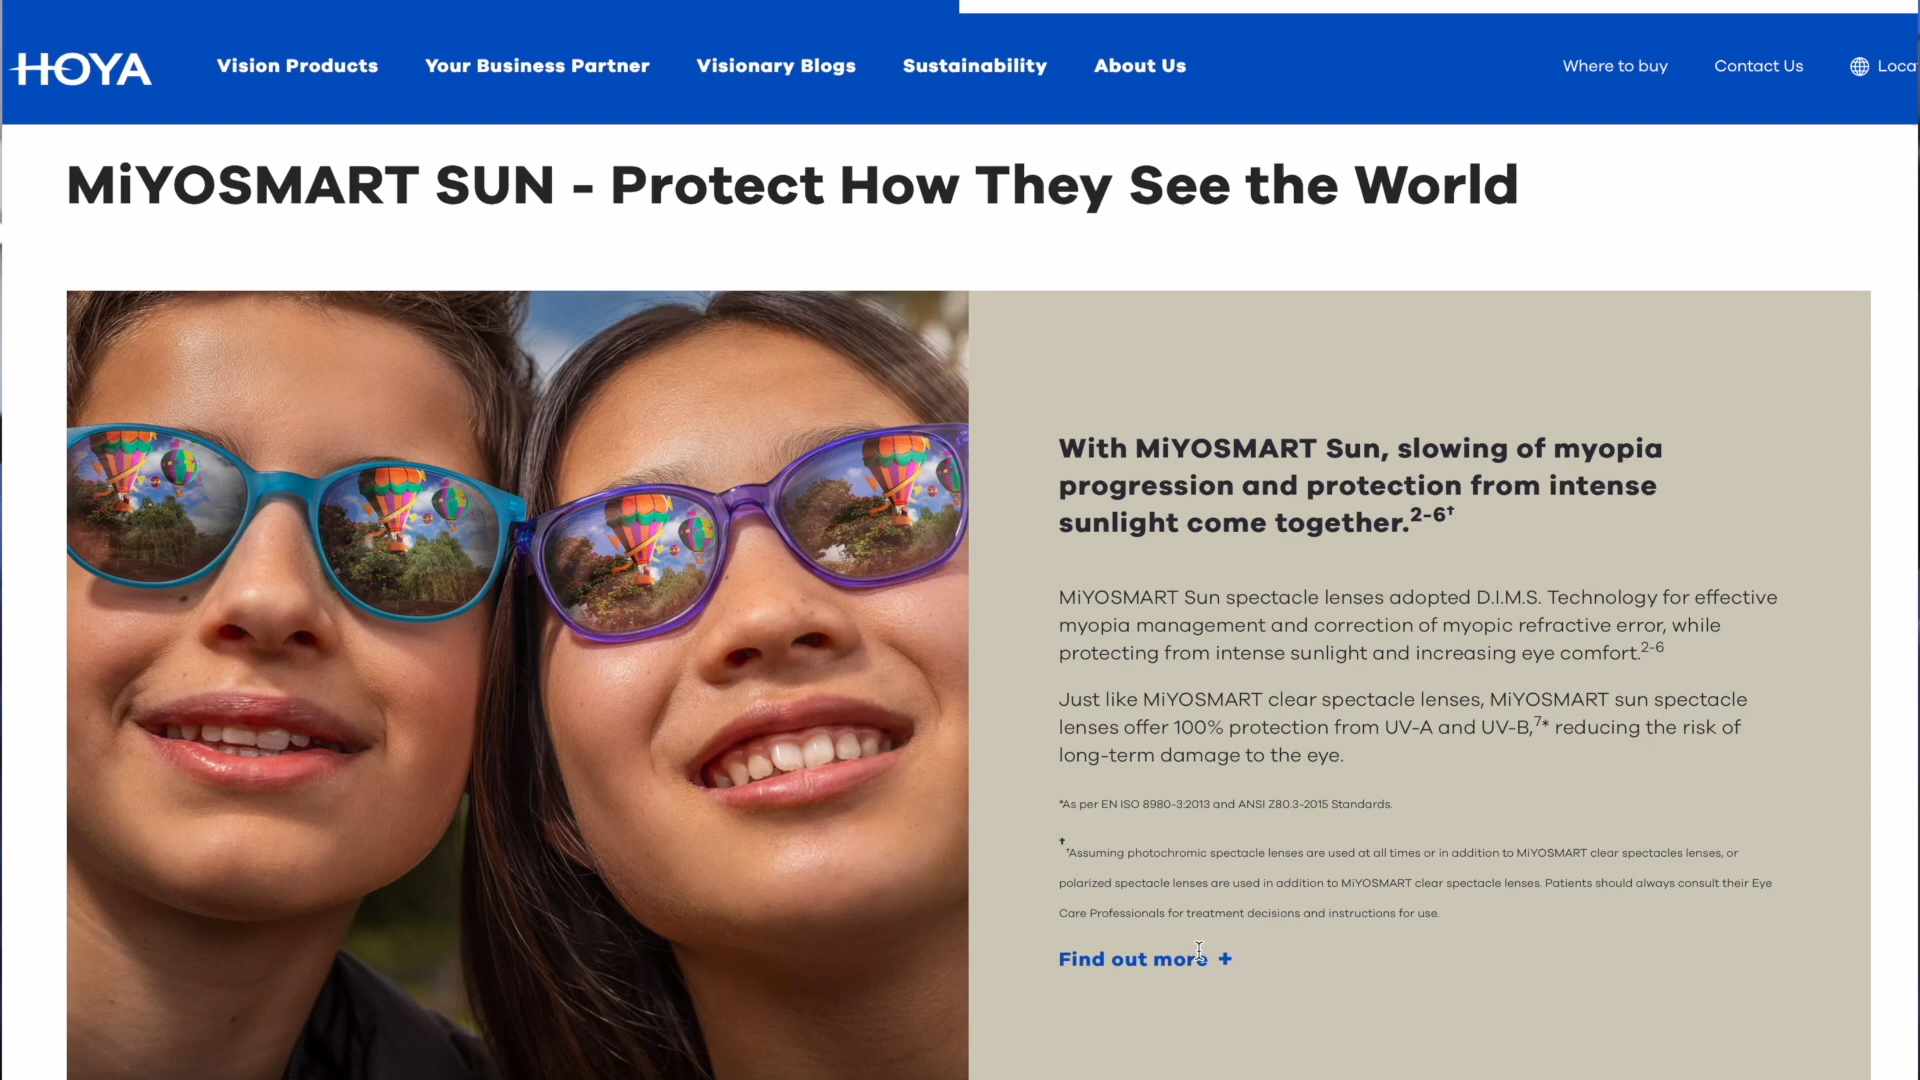 HOYA
Vision Products
Your Business Partner
Visionary Blogs
Sustainability
About Us
Where to buy
Contact Us
MiYOSMART SUN - Protect How They See the World
With MiYOSMART Sun, slowing of myopia
progression and protection from intense
sunlight come together.2-6†
MiYOSMART Sun spectacle lenses adopted D.I.M.S. Technology for effective
myopia management and correction of myopic refractive error, while
protecting from intense sunlight and increasing eye comfort.2-6
Just like MiYOSMART clear spectacle lenses, MiYOSMART sun spectacle
lenses offer 100% protection from UV-A and UV-B,7* reducing the risk of
long-term damage to the eye.
*As per EN ISO 8980-3:2013 and ANSI Z80.3-2015 Standards.
†
†Assuming photochromic spectacle lenses are used at all times or in addition to MiYOSMART clear spectacles lenses, or
polarized spectacle lenses are used in addition to MiYOSMART clear spectacle lenses. Patients should always consult their Eye
Care Professionals for treatment decisions and instructions for use.
Find out more +